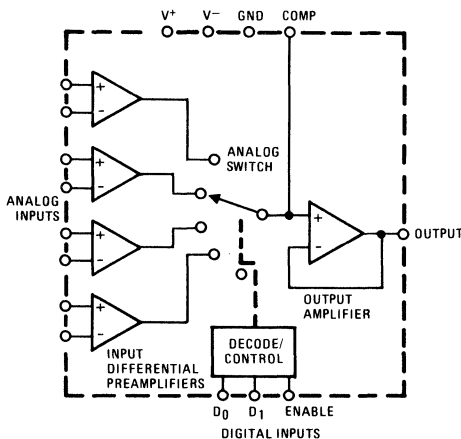 V+ V− GND COMP
+
−
+
−
+
−
+
−
ANALOG
INPUTS
ANALOG
SWITCH
+
−
OUTPUT
OUTPUT
AMPLIFIER
INPUT
DIFFERENTIAL
PREAMPLIFIERS
DECODE/
CONTROL
D0 D1 ENABLE
DIGITAL INPUTS